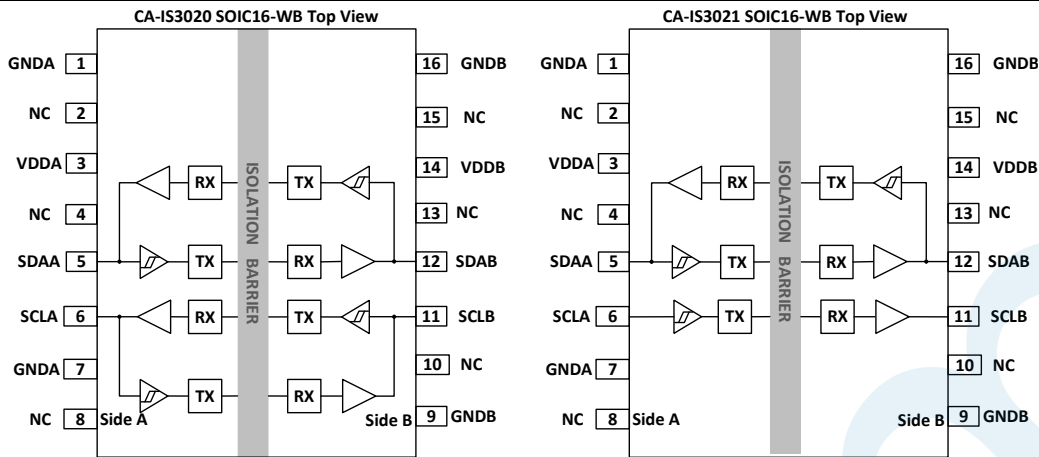 CA-IS3020 SOIC16-WB Top View
GNDA 1
NC 2
VDDA 3
NC 4
SDAA 5
SCLA 6
GNDA 7
NC 8
Side A
RX
TX
TX
RX
RX
TX
TX
RX
ISOLATION BARRIER
16 GNDB
15 NC
14 VDDB
13 NC
12 SDAB
11 SCLB
10 NC
9 GNDB
Side B
CA-IS3021 SOIC16-WB Top View
GNDA 1
NC 2
VDDA 3
NC 4
SDAA 5
SCLA 6
GNDA 7
NC 8
Side A
RX
TX
TX
RX
TX
RX
ISOLATION BARRIER
16 GNDB
15 NC
14 VDDB
13 NC
12 SDAB
11 SCLB
10 NC
9 GNDB
Side B